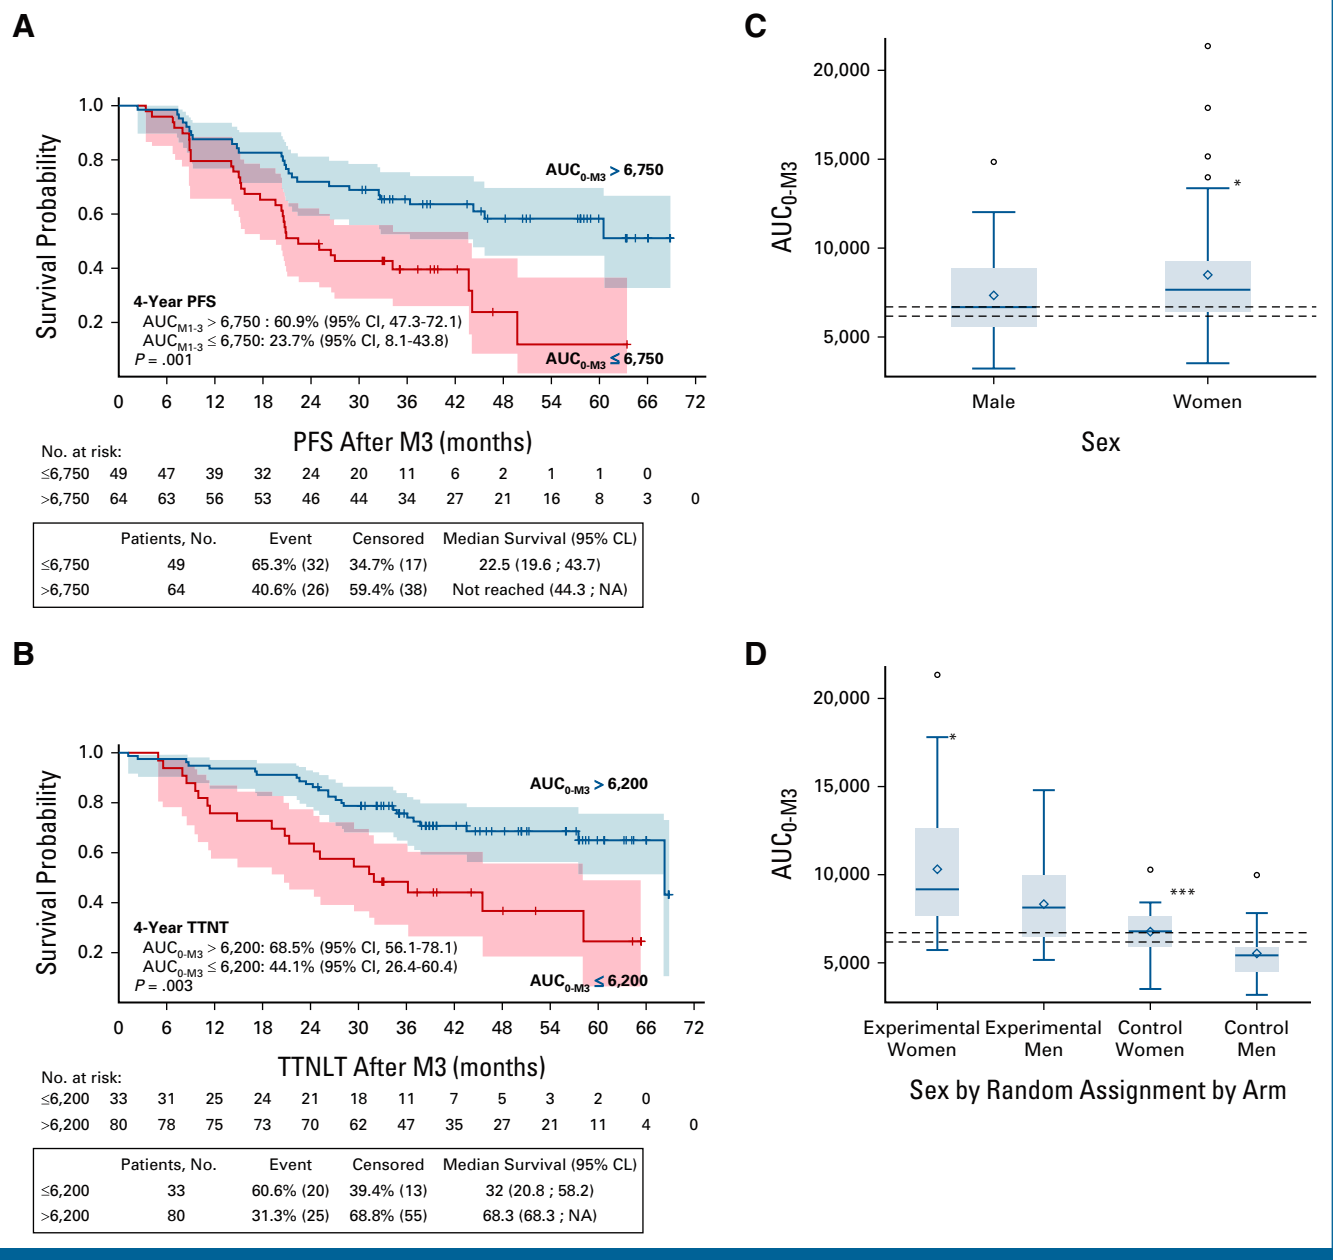 A
Survival Probability
1.0
0.8
0.6
0.4
0.2
AUC0-M3 > 6,750
4-Year PFS
AUCM1-3 > 6,750 : 60.9% (95% CI, 47.3-72.1)
AUCM1-3 ≤ 6,750: 23.7% (95% CI, 8.1-43.8)
P = .001
AUC0-M3 ≤ 6,750
0 6 12 18 24 30 36 42 48 54 60 66 72
PFS After M3 (months)
No. at risk:
≤6,750 49 47 39 32 24 20 11 6 2 1 1 0
>6,750 64 63 56 53 46 44 34 27 21 16 8 3 0
Patients, No. Event Censored Median Survival (95% CL)
≤6,750 49 65.3% (32) 34.7% (17) 22.5 (19.6 ; 43.7)
>6,750 64 40.6% (26) 59.4% (38) Not reached (44.3 ; NA)
B
Survival Probability
1.0
0.8
0.6
0.4
0.2
AUC0-M3 > 6,200
4-Year TTNT
AUC0-M3 > 6,200: 68.5% (95% CI, 56.1-78.1)
AUC0-M3 ≤ 6,200: 44.1% (95% CI, 26.4-60.4)
P = .003
AUC0-M3 ≤ 6,200
0 6 12 18 24 30 36 42 54 60 66 72
TTNLT After M3 (months)
No. at risk:
≤6,200 33 31 25 24 21 18 11 7 5 3 2 0
>6,200 80 78 75 73 70 62 47 35 27 21 11 4 0
Patients, No. Event Censored Median Survival (95% CL)
≤6,200 33 60.6% (20) 39.4% (13) 32 (20.8 ; 58.2)
>6,200 80 31.3% (25) 68.8% (55) 68.3 (68.3 ; NA)
C
AUC0-M3
20,000
15,000
10,000
5,000
*
Male Women
Sex
D
AUC0-M3
20,000
15,000
10,000
5,000
*
***
Experimental Experimental Control Control
Women Men Women Men
Sex by Random Assignment by Arm